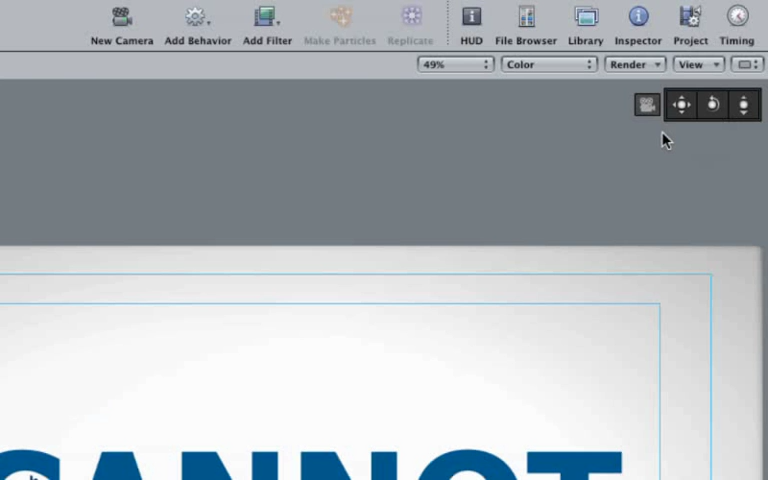 New Camera Add Behavior Add Filter Make Particles Replicate HUD File Browser Library Inspector Project Timing
49% Color Render View
CANNOT